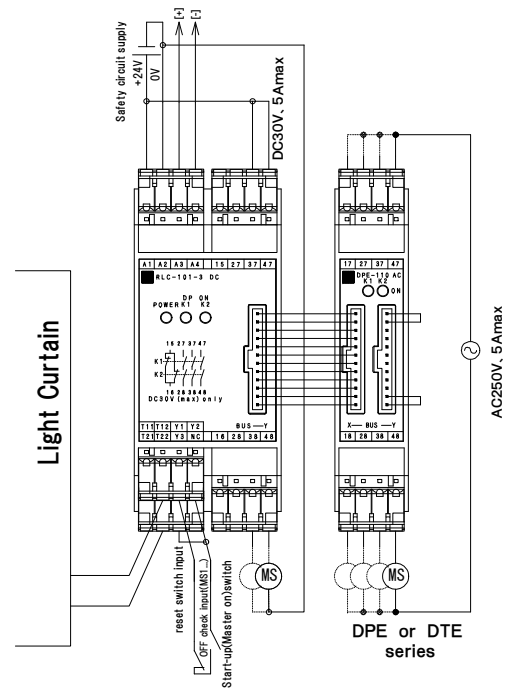 Safety circuit supply
+24V
0V
[+]
[-]
DC30V、5Amax
A1 A2 A3 A4
15 27 37 47
RLC-101-3 DC
DP ON
POWER K1 K2
15 27 37 47
K1
K2
16 28 38 48
DC30V(max) only
BUS—Y
T11 T12 Y1 Y2
T21 T22 Y3 NC
16 28 38 48
17 27 37 47
DPE-110 AC
K1 K2
ON
X— BUS —Y
18 28 38 48
AC250V、5Amax
Light Curtain
reset switch input
OFF check input(MS1…)
Start-up(Master on)switch
MS
MS
DPE or DTE
series